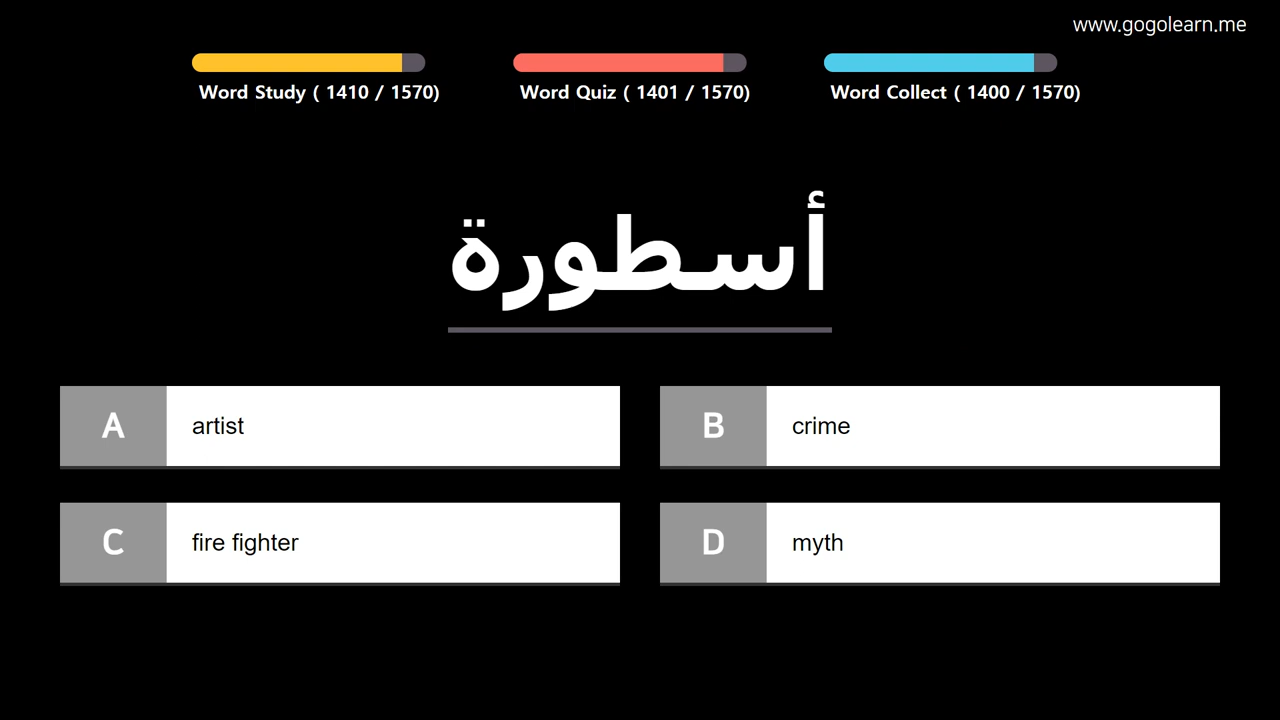 www.gogolearn.me
Word Study ( 1410 / 1570)
Word Quiz ( 1401 / 1570)
Word Collect ( 1400 / 1570)
أسطورة
A artist
B crime
C fire fighter
D myth